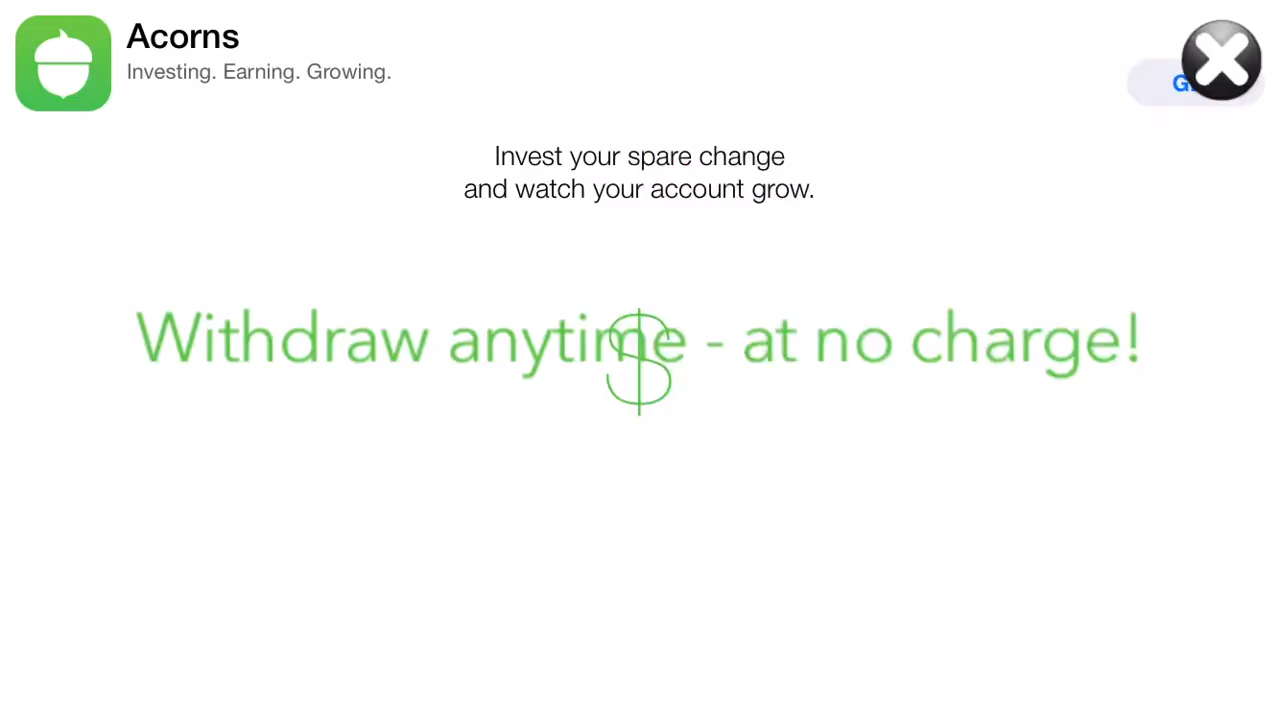 Acorns
Investing. Earning. Growing.
Invest your spare change
and watch your account grow.
Withdraw anytime - at no charge!
$